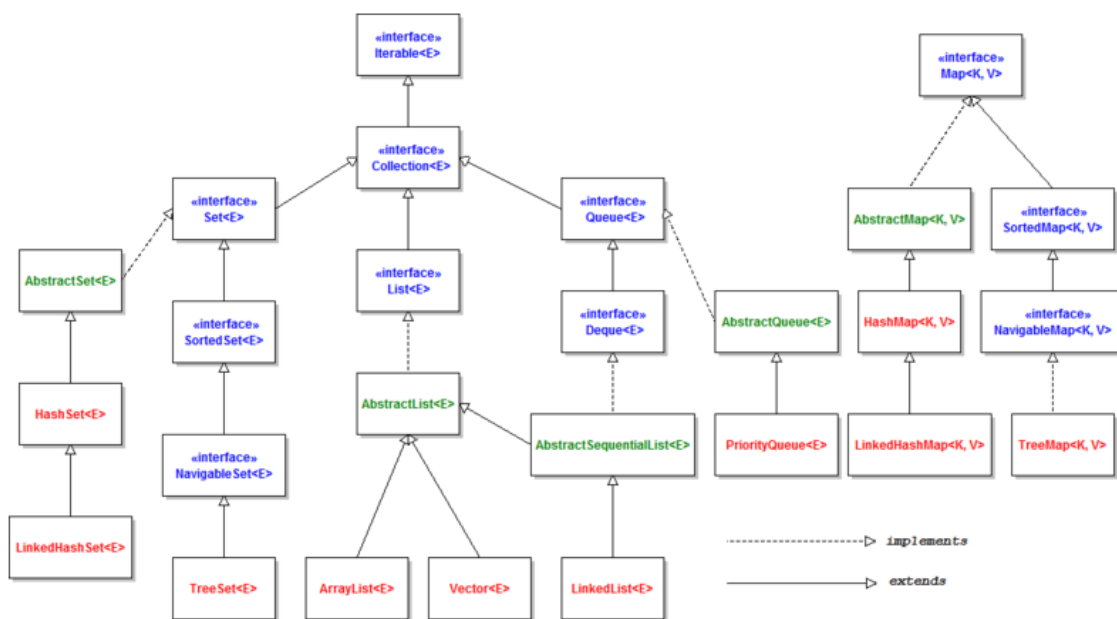 «interface»
Iterable<E>
«interface»
Map<K, V>
«interface»
Collection<E>
«interface»
Set<E>
«interface»
Queue<E>
AbstractMap<K, V>
«interface»
SortedMap<K, V>
AbstractSet<E>
«interface»
List<E>
«interface»
SortedSet<E>
«interface»
Deque<E>
AbstractQueue<E>
HashMap<K, V>
«interface»
NavigableMap<K, V>
HashSet<E>
AbstractList<E>
AbstractSequentialList<E>
PriorityQueue<E>
LinkedHashMap<K, V>
TreeMap<K, V>
«interface»
NavigableSet<E>
LinkedHashSet<E>
TreeSet<E>
ArrayList<E>
Vector<E>
LinkedList<E>
implements
extends